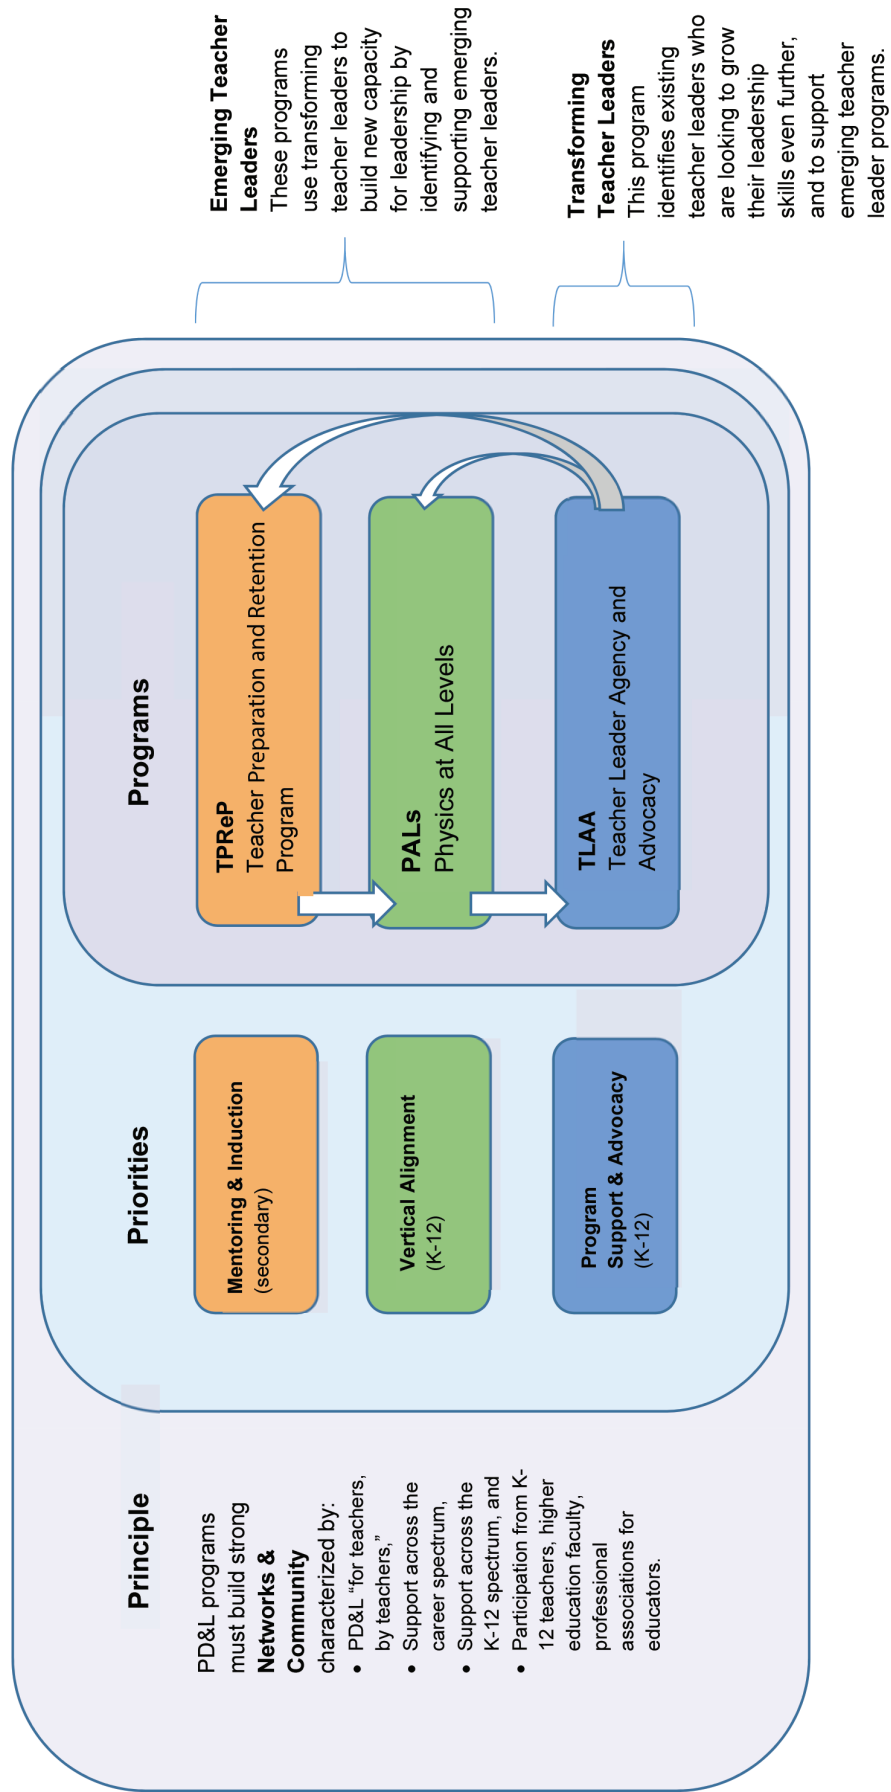 Principle
PD&L programs
must build strong
Networks &
Community
characterized by:
• PD&L “for teachers,
by teachers,”
• Support across the
career spectrum,
• Support across the
K-12 spectrum, and
• Participation from K-
12 teachers, higher
education faculty,
professional
associations for
educators.
Priorities
Mentoring & Induction
(secondary)
Vertical Alignment
(K-12)
Program
Support & Advocacy
(K-12)
Programs
TPReP
Teacher Preparation and Retention
Program
PALs
Physics at All Levels
TLAA
Teacher Leader Agency and
Advocacy
Emerging Teacher
Leaders
These programs
use transforming
teacher leaders to
build new capacity
for leadership by
identifying and
supporting emerging
teacher leaders.
Transforming
Teacher Leaders
This program
identifies existing
teacher leaders who
are looking to grow
their leadership
skills even further,
and to support
emerging teacher
leader programs.